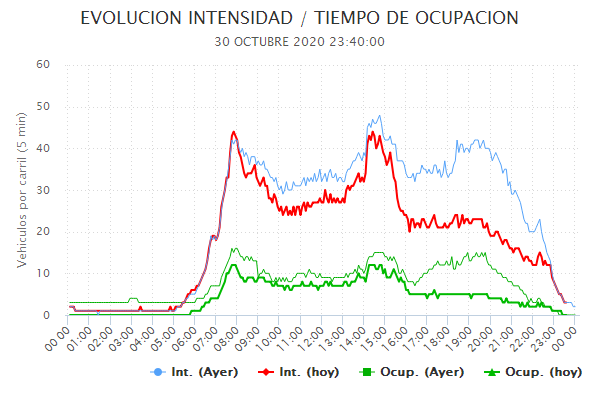 EVOLUCION INTENSIDAD / TIEMPO DE OCUPACION
30 OCTUBRE 2020 23:40:00
Vehiculos por carril (5 min)
60
50
40
30
20
10
0
00:00 01:00 02:00 03:00 04:00 05:00 06:00 07:00 08:00 09:00 10:00 11:00 12:00 13:00 14:00 15:00 16:00 17:00 18:00 19:00 20:00 21:00 22:00 23:00 00:00
Int. (Ayer) Int. (hoy) Ocup. (Ayer) Ocup. (hoy)